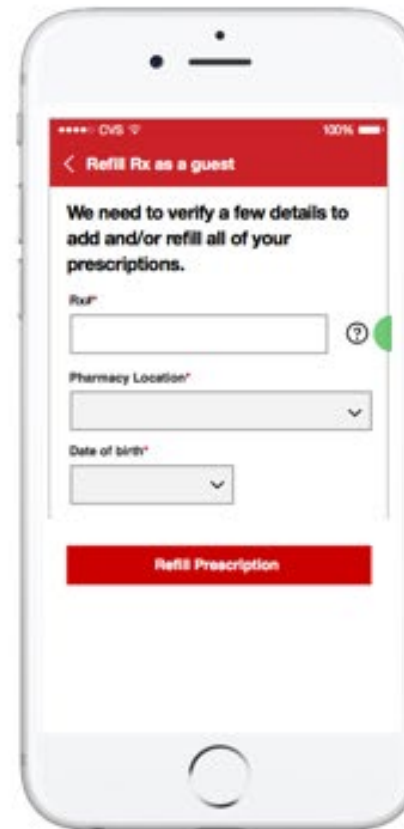 CVS 100%
Refill Rx as a guest
We need to verify a few details to
add and/or refill all of your
prescriptions.
Rx#*
?
Pharmacy Location*
Date of birth*
Refill Prescription